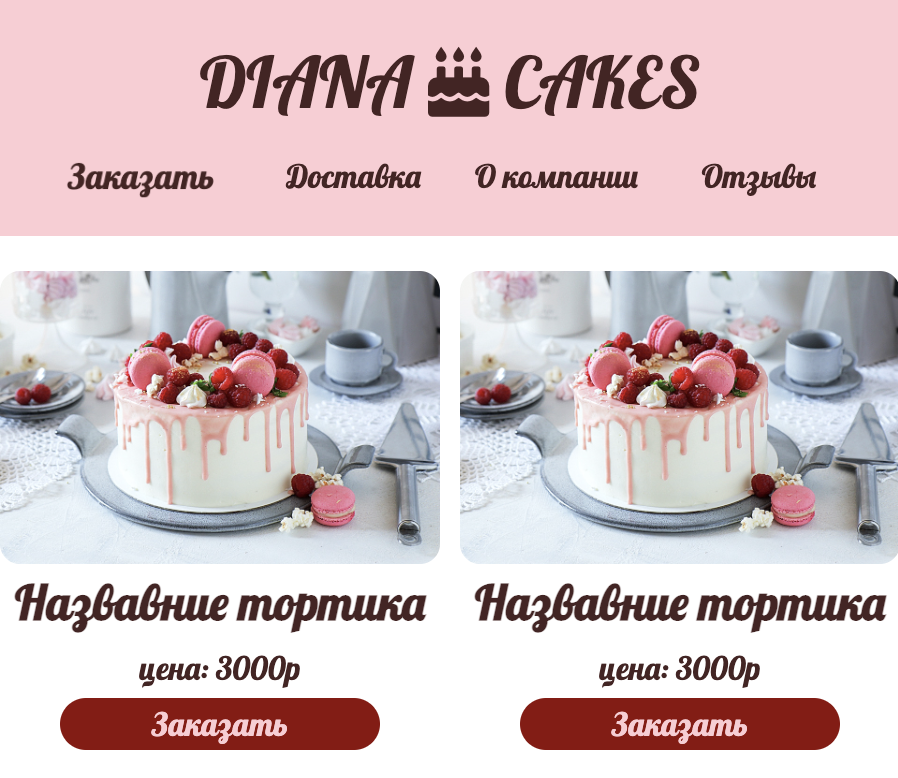 DIANA CAKES
Заказать Доставка О компании Отзывы
Назвавние тортика Назвавние тортика
цена: 3000р цена: 3000р
Заказать Заказать